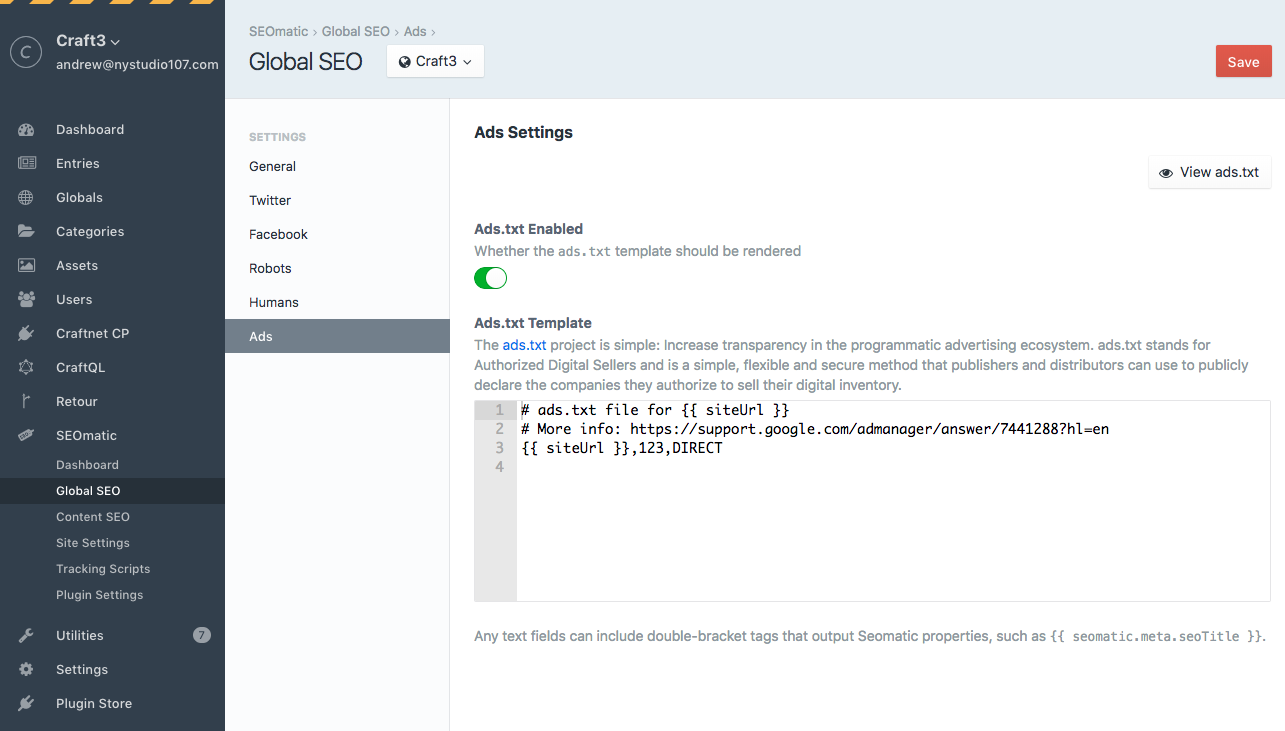 Craft3
C
andrew@nystudio107.com
Dashboard
Entries
Globals
Categories
Assets
Users
Craftnet CP
CraftQL
Retour
SEOmatic
Dashboard
Global SEO
Content SEO
Site Settings
Tracking Scripts
Plugin Settings
Utilities 7
Settings
Plugin Store
SEOmatic › Global SEO › Ads ›
Global SEO
Craft3
Save
SETTINGS
General
Twitter
Facebook
Robots
Humans
Ads
Ads Settings
View ads.txt
Ads.txt Enabled
Whether the ads.txt template should be rendered
Ads.txt Template
The ads.txt project is simple: Increase transparency in the programmatic advertising ecosystem. ads.txt stands for
Authorized Digital Sellers and is a simple, flexible and secure method that publishers and distributors can use to publicly
declare the companies they authorize to sell their digital inventory.
1 # ads.txt file for {{ siteUrl }}
2 # More info: https://support.google.com/admanager/answer/7441288?hl=en
3 {{ siteUrl }},123,DIRECT
4
Any text fields can include double-bracket tags that output Seomatic properties, such as {{ seomatic.meta.seoTitle }}.